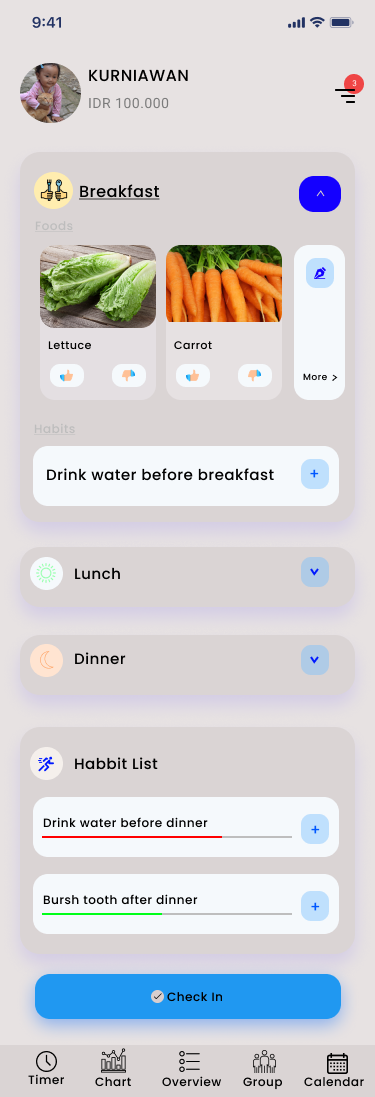 9:41
KURNIAWAN
3
IDR 100.000
Breakfast
Foods
Lettuce
Carrot
More >
Habits
Drink water before breakfast
+
Lunch
Dinner
Habbit List
Drink water before dinner
+
Bursh tooth after dinner
+
Check In
Timer
Chart
Overview
Group
Calendar